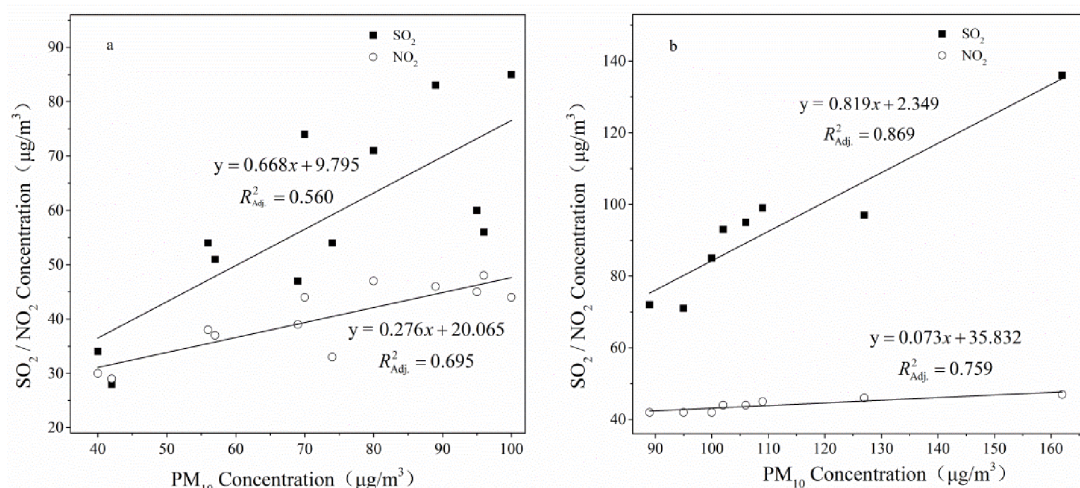 a
SO2
NO2
y = 0.668x + 9.795
R²Adj. = 0.560
y = 0.276x + 20.065
R²Adj. = 0.695
90
80
70
60
50
40
30
20
SO2 / NO2 Concentration（μg/m³）
40 50 60 70 80 90 100
PM10 Concentration（μg/m³）
b
SO2
NO2
y = 0.819x + 2.349
R²Adj. = 0.869
y = 0.073x + 35.832
R²Adj. = 0.759
140
120
100
80
60
40
SO2 / NO2 Concentration（μg/m³）
90 100 110 120 130 140 150 160
PM10 Concentration（μg/m³）